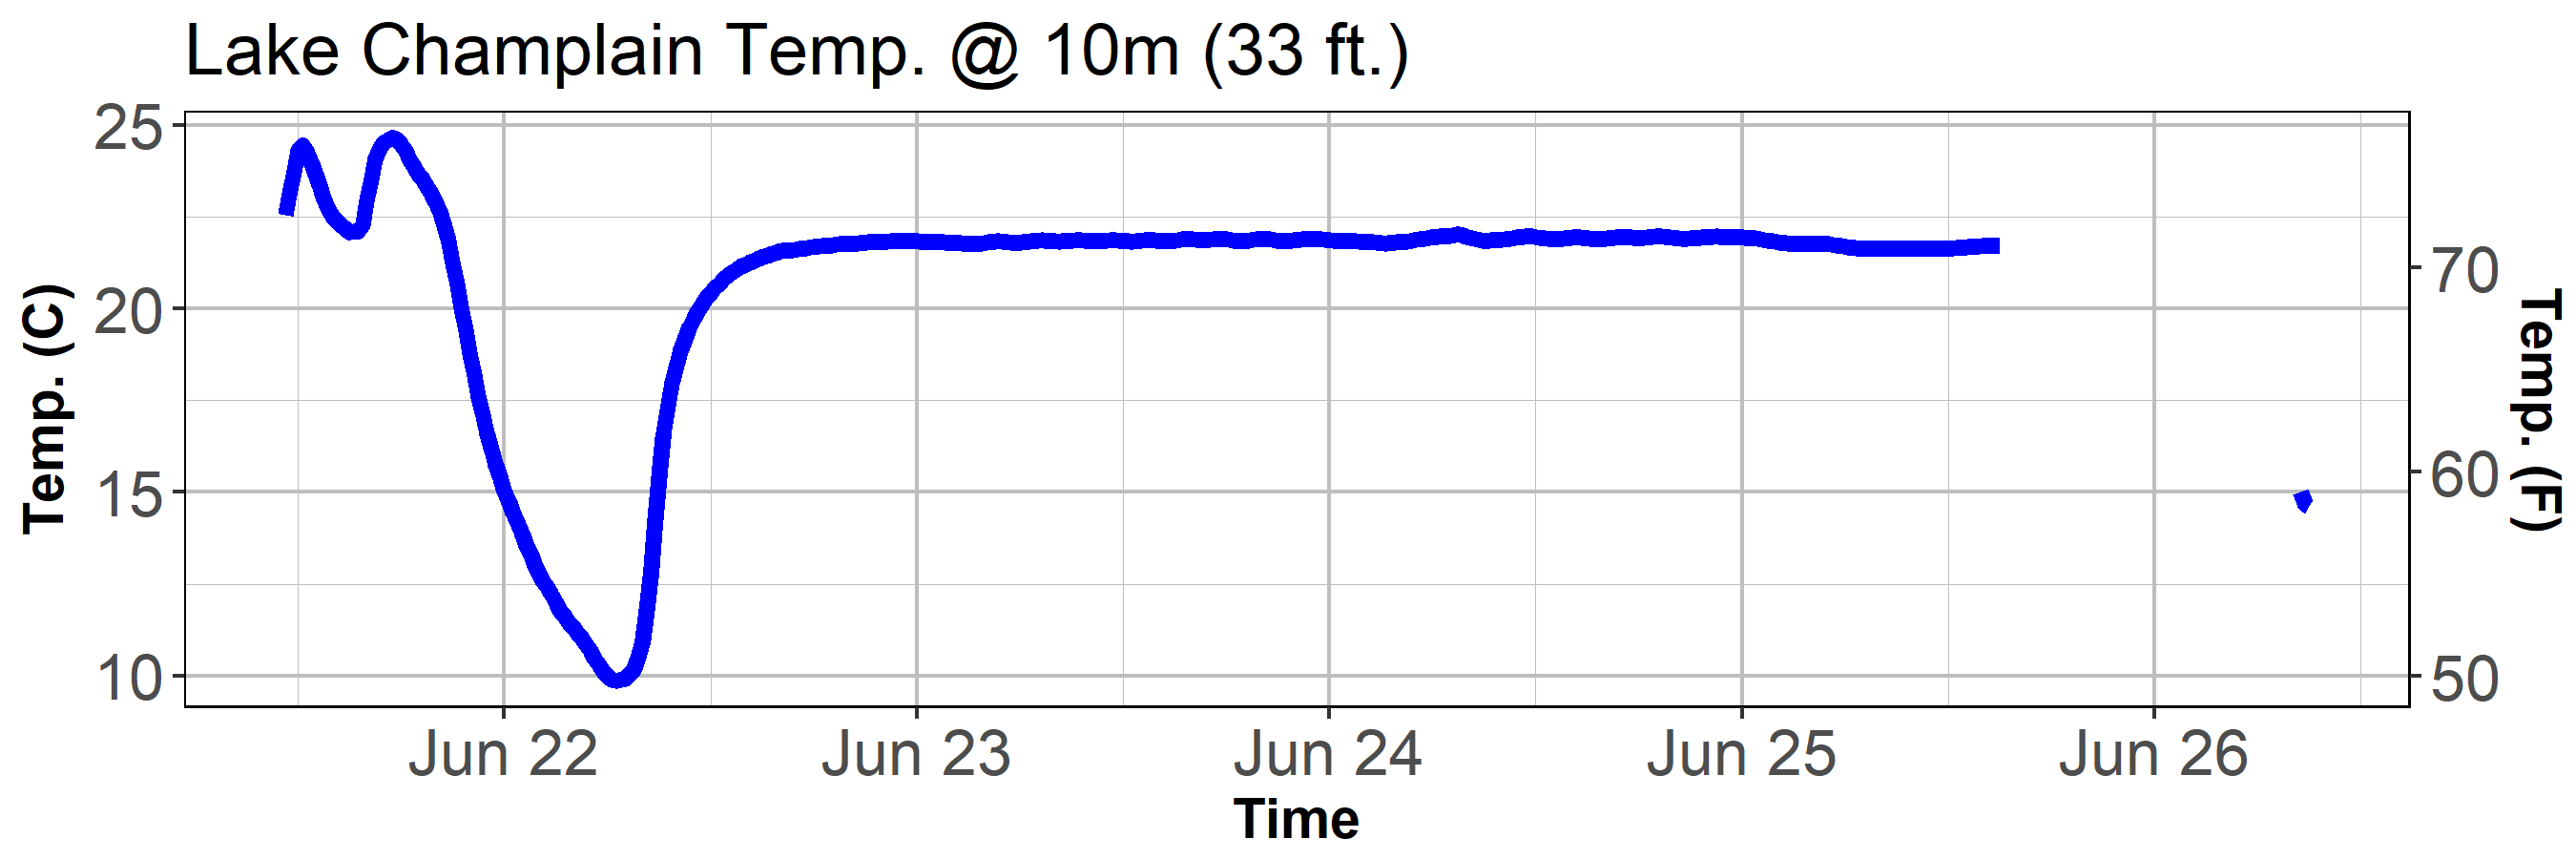 Lake Champlain Temp. @ 10m (33 ft.)
25
20
15
10
Temp. (C)
70
60
50
Temp. (F)
Jun 22 Jun 23 Jun 24 Jun 25 Jun 26
Time